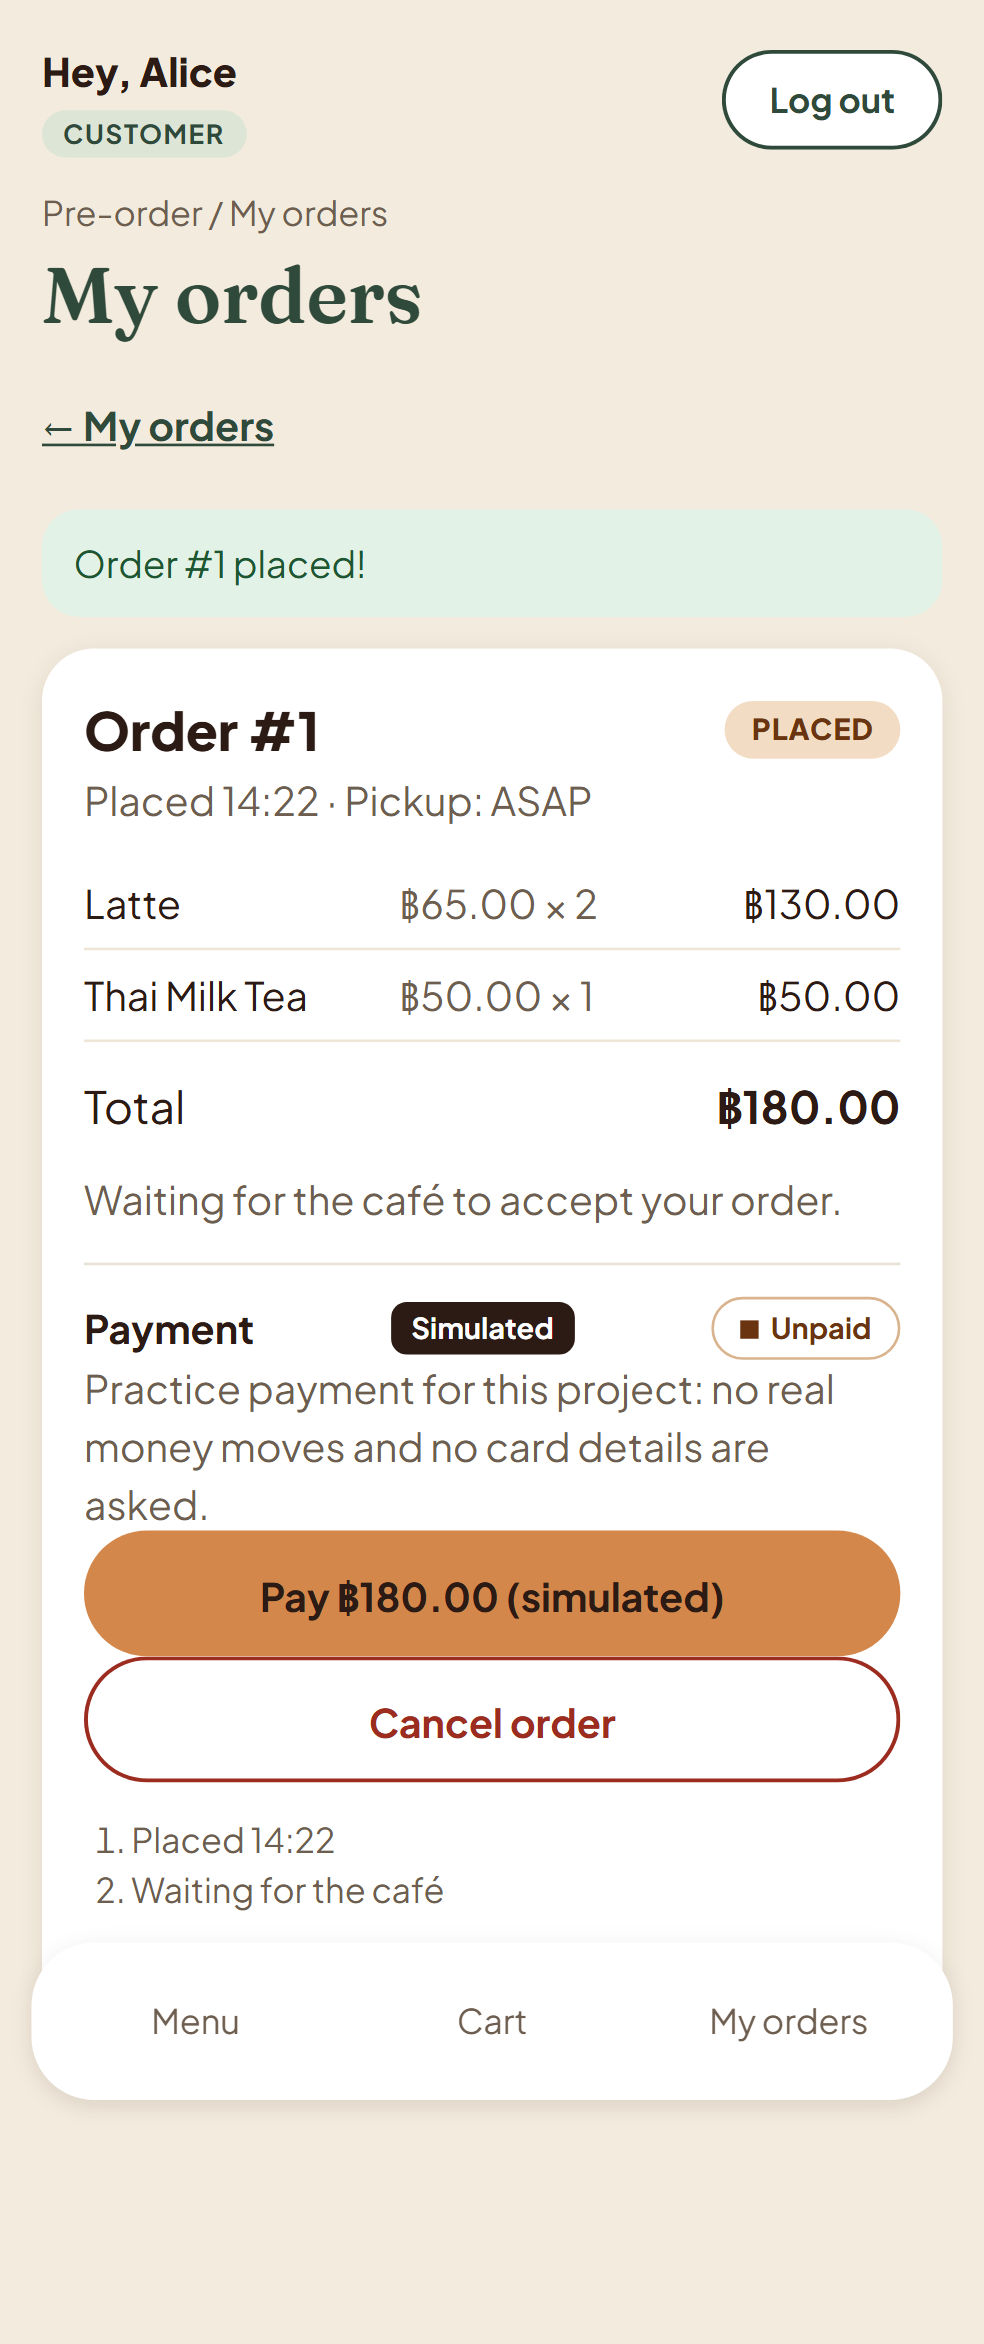 Hey, Alice
Log out
CUSTOMER
Pre-order / My orders
My orders
← My orders
Order #1 placed!
Order #1
PLACED
Placed 14:22 · Pickup: ASAP
Latte ฿65.00 × 2 ฿130.00
Thai Milk Tea ฿50.00 × 1 ฿50.00
Total ฿180.00
Waiting for the café to accept your order.
Payment Simulated ■ Unpaid
Practice payment for this project: no real
money moves and no card details are
asked.
Pay ฿180.00 (simulated)
Cancel order
1. Placed 14:22
2. Waiting for the café
Menu Cart My orders